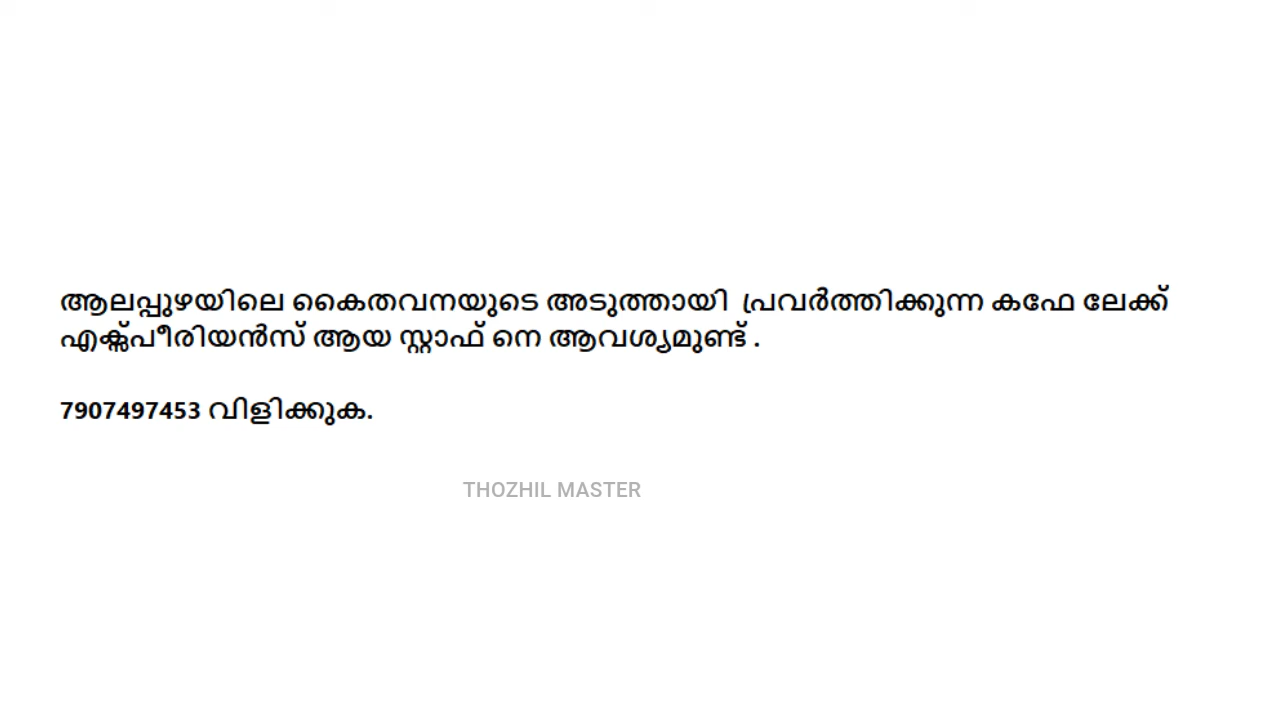 ആലപ്പുഴയിലെ കൈതവനയുടെ അടുത്തായി പ്രവർത്തിക്കുന്ന കഫേ ലേക്ക്
എക്സ്പീരിയൻസ് ആയ സ്റ്റാഫ് നെ ആവശ്യമുണ്ട് .
7907497453 വിളിക്കുക.
THOZHIL MASTER